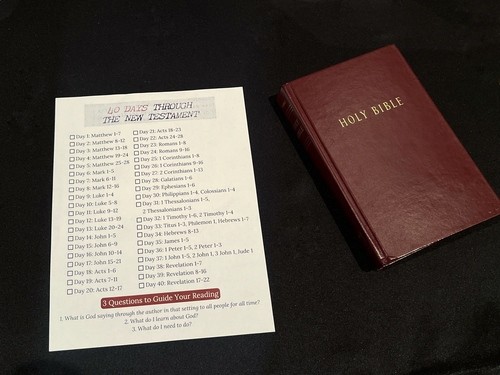 40 DAYS THROUGH
THE NEW TESTAMENT
Day 1: Matthew 1-7
Day 2: Matthew 8-12
Day 3: Matthew 13-18
Day 4: Matthew 19-24
Day 5: Matthew 25-28
Day 6: Mark 1-5
Day 7: Mark 6-11
Day 8: Mark 12-16
Day 9: Luke 1-4
Day 10: Luke 5-8
Day 11: Luke 9-12
Day 12: Luke 13-19
Day 13: Luke 20-24
Day 14: John 1-5
Day 15: John 6-9
Day 16: John 10-14
Day 17: John 15-21
Day 18: Acts 1-6
Day 19: Acts 7-11
Day 20: Acts 12-17
Day 21: Acts 18-23
Day 22: Acts 24-28
Day 23: Romans 1-8
Day 24: Romans 9-16
Day 25: 1 Corinthians 1-8
Day 26: 1 Corinthians 9-16
Day 27: 2 Corinthians 1-13
Day 28: Galatians 1-6
Day 29: Ephesians 1-6
Day 30: Philippians 1-4, Colossians 1-4
Day 31: 1 Thessalonians 1-5,
2 Thessalonians 1-3
Day 32: 1 Timothy 1-6, 2 Timothy 1-4
Day 33: Titus 1-3, Philemon 1, Hebrews 1-7
Day 34: Hebrews 8-13
Day 35: James 1-5
Day 36: 1 Peter 1-5, 2 Peter 1-3
Day 37: 1 John 1-5, 2 John 1, 3 John 1, Jude 1
Day 38: Revelation 1-7
Day 39: Revelation 8-16
Day 40: Revelation 17-22
3 Questions to Guide Your Reading
1. What is God saying through the author in that setting to all people for all time?
2. What do I learn about God?
3. What do I need to do?
HOLY BIBLE